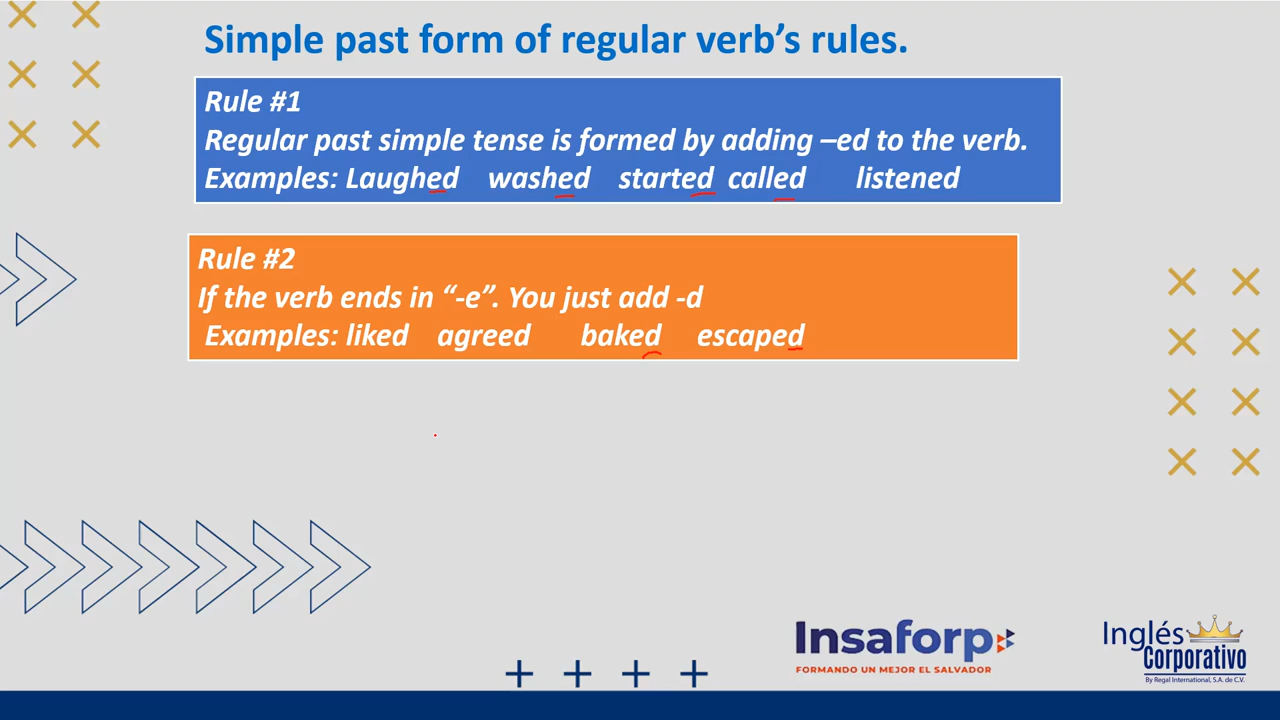 Simple past form of regular verb’s rules.
Rule #1
Regular past simple tense is formed by adding –ed to the verb.
Examples: Laughed washed started called listened
Rule #2
If the verb ends in “-e”. You just add -d
Examples: liked agreed baked escaped
Insaforp
FORMANDO UN MEJOR EL SALVADOR
Inglés
Corporativo
By Regal International, S.A. de C.V.